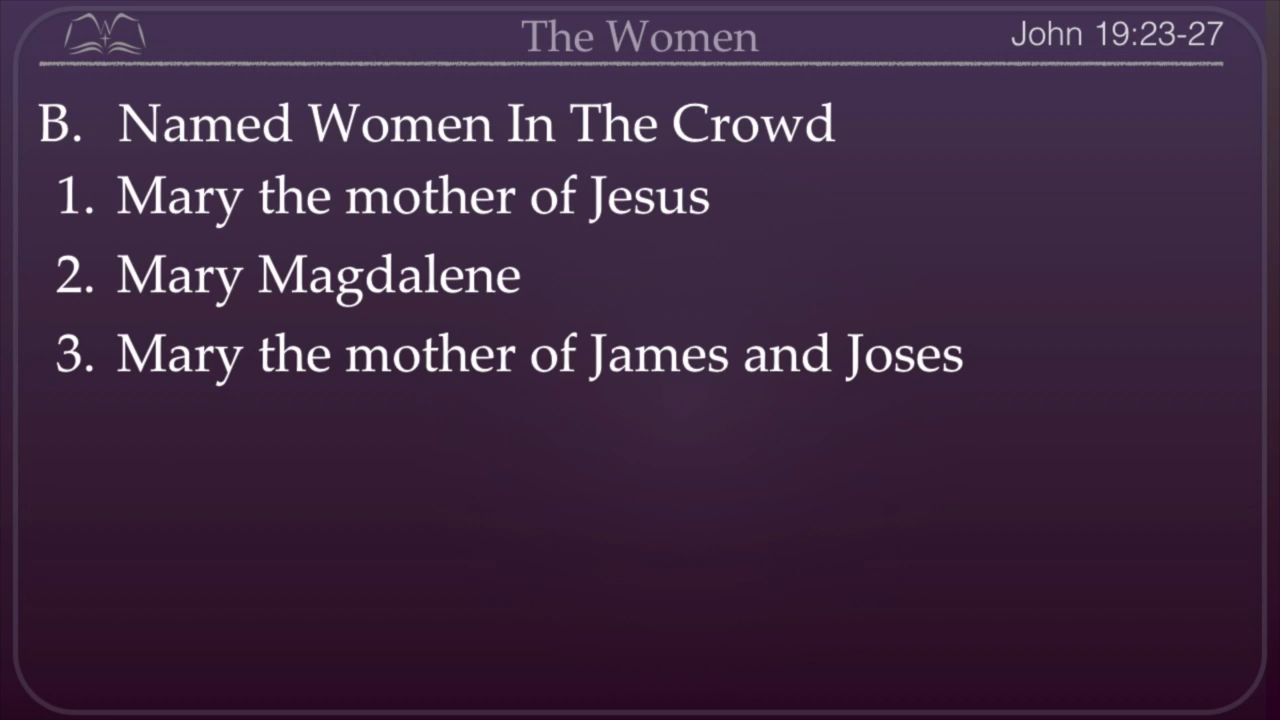 The Women
John 19:23-27
B. Named Women In The Crowd
1. Mary the mother of Jesus
2. Mary Magdalene
3. Mary the mother of James and Joses